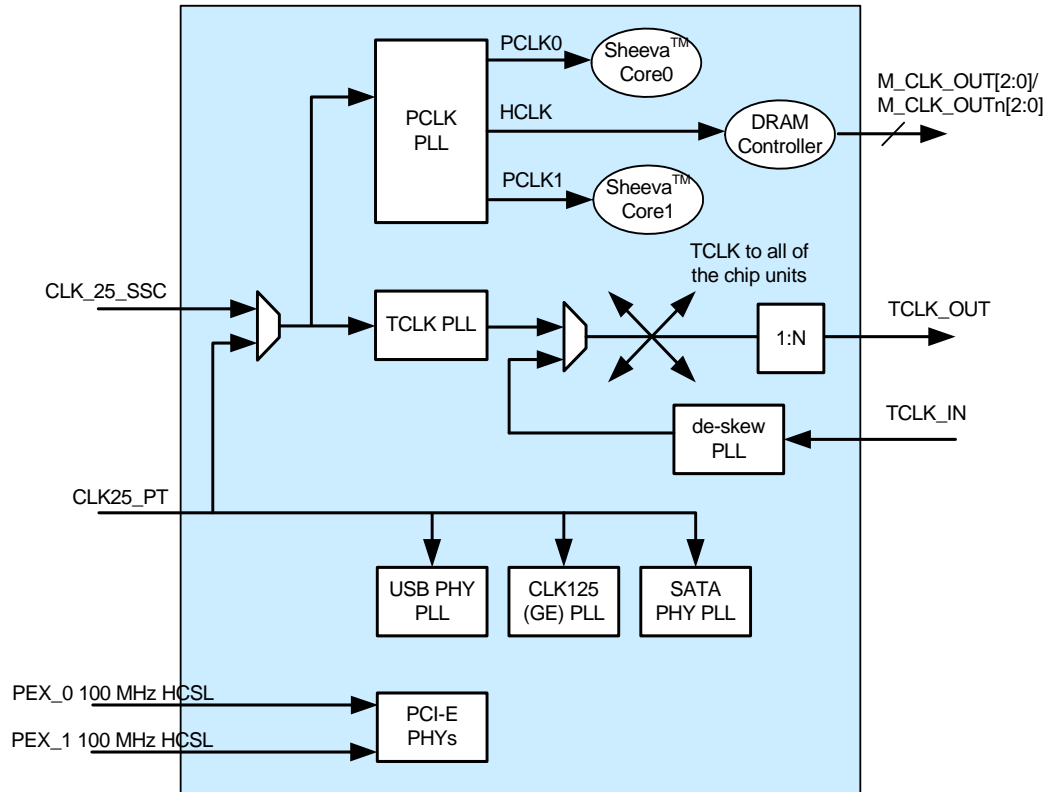 PCLK0
Sheeva™
Core0
M_CLK_OUT[2:0]/
M_CLK_OUTn[2:0]
PCLK
PLL
HCLK
DRAM
Controller
PCLK1
Sheeva™
Core1
TCLK to all of
the chip units
CLK_25_SSC
TCLK PLL
1:N
TCLK_OUT
de-skew
PLL
TCLK_IN
CLK25_PT
USB PHY
PLL
CLK125
(GE) PLL
SATA
PHY PLL
PEX_0 100 MHz HCSL
PEX_1 100 MHz HCSL
PCI-E
PHYs